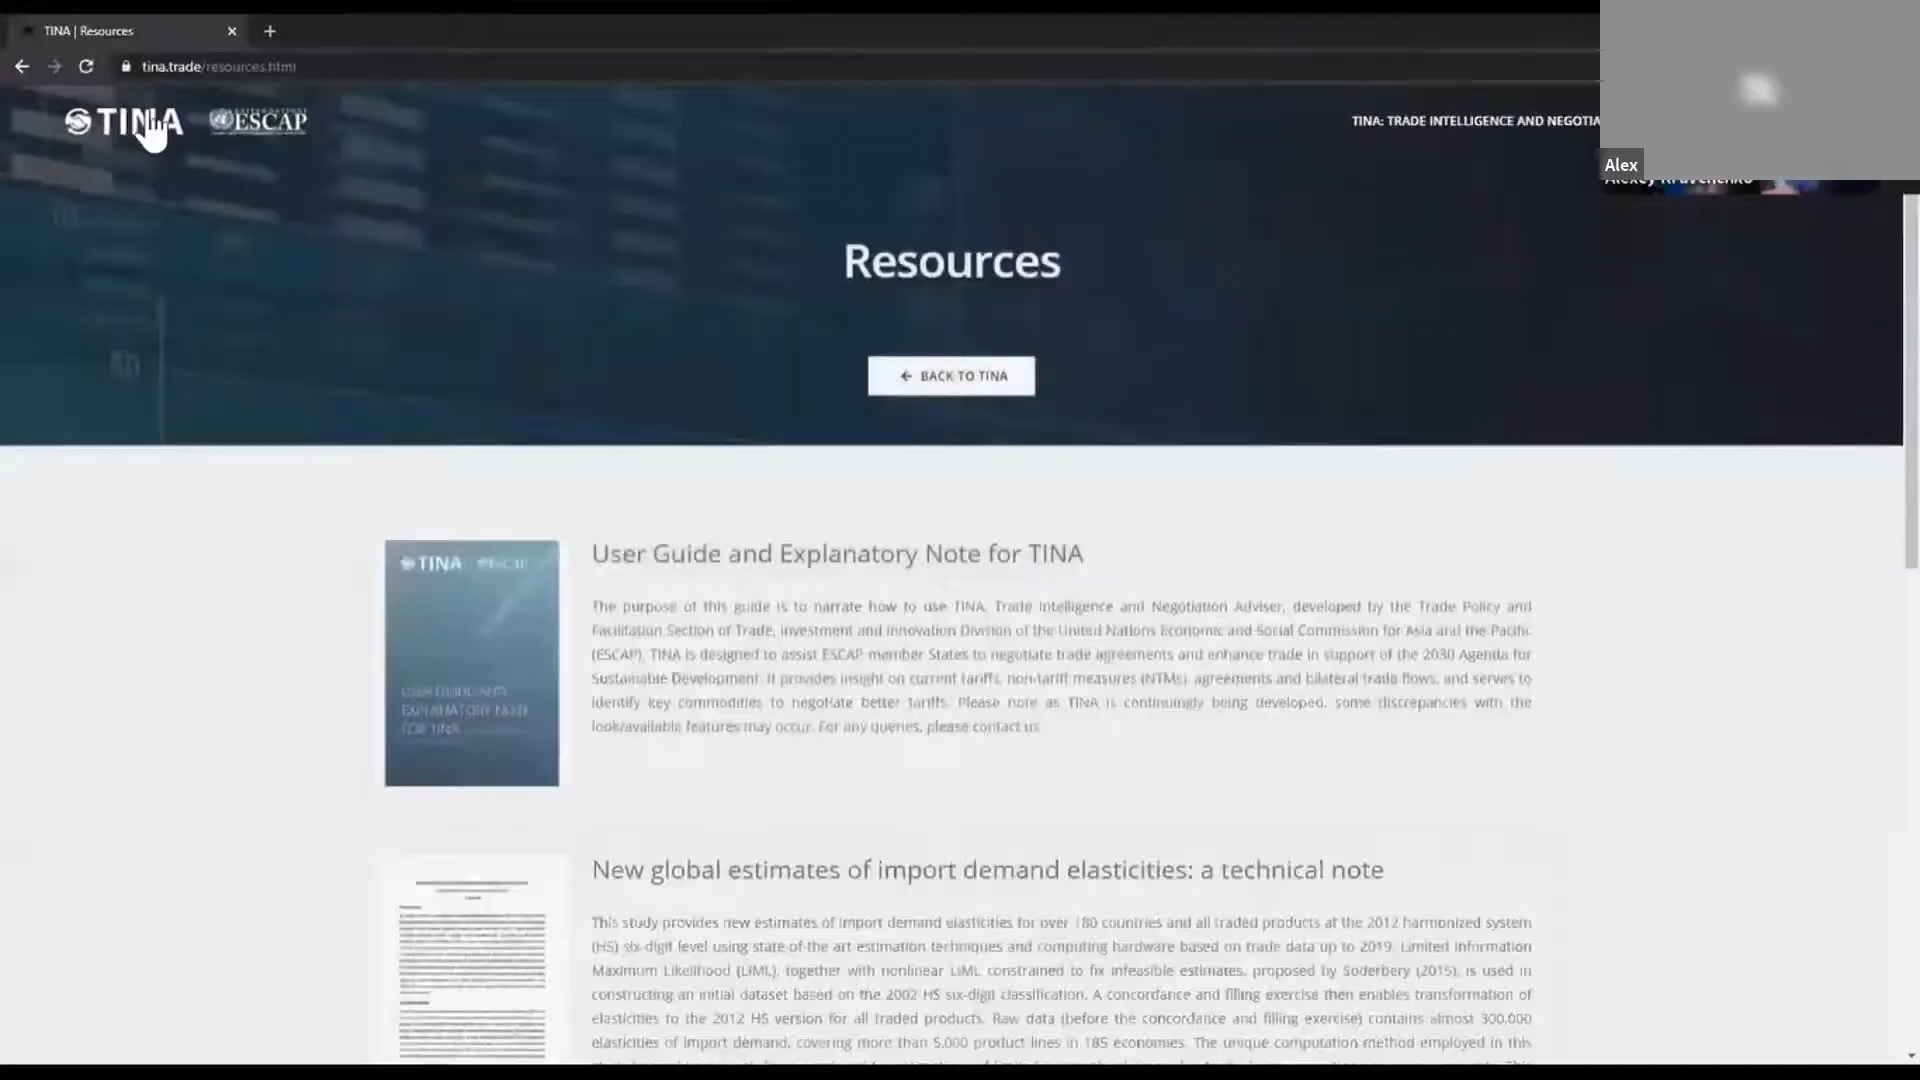 TINA | Resources
tina.trade/resources.html
TINA ESCAP
TINA: TRADE INTELLIGENCE AND NEGOTIA
Alex
Alexey Kravchenko
Resources
← BACK TO TINA
TINA
User Guide and Explanatory Note for TINA
The purpose of this guide is to narrate how to use TINA, Trade Intelligence and Negotiation Adviser, developed by the Trade Policy and
Facilitation Section of Trade, Investment and Innovation Division of the United Nations Economic and Social Commission for Asia and the Pacific
(ESCAP). TINA is designed to assist ESCAP member States to negotiate trade agreements and enhance trade in support of the 2030 Agenda for
Sustainable Development. It provides insight on current tariffs, non-tariff measures (NTMs), agreements and bilateral trade flows, and serves to
identify key commodities to negotiate better tariffs. Please note as TINA is continuingly being developed, some discrepancies with the
look/available features may occur. For any queries, please contact us
USER GUIDE AND
EXPLANATORY NOTE
FOR TINA
New global estimates of import demand elasticities: a technical note
This study provides new estimates of import demand elasticities for over 180 countries and all traded products at the 2012 harmonized system
(HS) six-digit level using state-of-the art estimation techniques and computing hardware based on trade data up to 2019. Limited Information
Maximum Likelihood (LIML), together with nonlinear LIML constrained to fix infeasible estimates, proposed by Soderbery (2015), is used in
constructing an initial dataset based on the 2002 HS six-digit classification. A concordance and filling exercise then enables transformation of
elasticities to the 2012 HS version for all traded products. Raw data (before the concordance and filling exercise) contains almost 300,000
elasticities of import demand, covering more than 5,000 product lines in 185 economies. The unique computation method employed in this